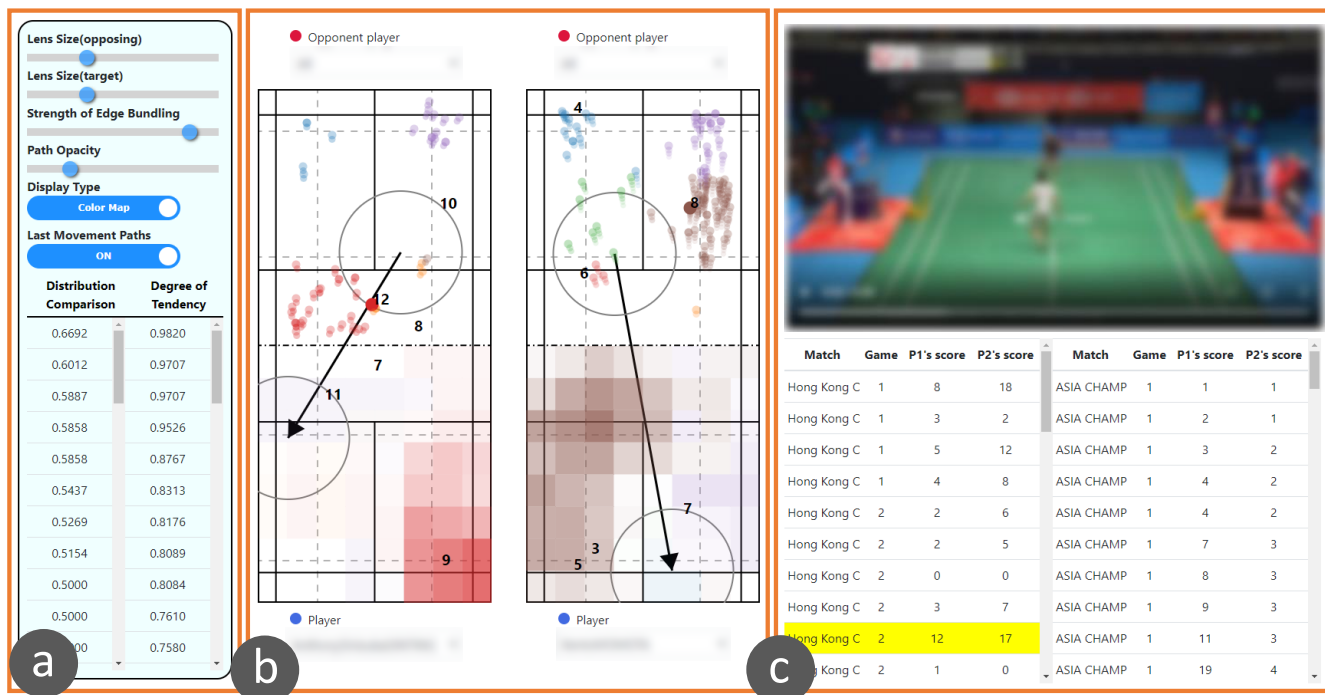 Lens Size(opposing)
Lens Size(target)
Strength of Edge Bundling
Path Opacity
Display Type
Color Map
Last Movement Paths
ON
Distribution Comparison Degree of Tendency
0.6692 0.9820
0.6012 0.9707
0.5887 0.9707
0.5858 0.9526
0.5858 0.8767
0.5437 0.8313
0.5269 0.8176
0.5154 0.8089
0.5000 0.8084
0.5000 0.7610
00 0.7580
a
Opponent player
10
12
8
7
11
9
Player
Opponent player
4
8
6
7
3
5
Player
b
Match Game P1's score P2's score
Hong Kong C 1 8 18
Hong Kong C 1 3 2
Hong Kong C 1 5 12
Hong Kong C 1 4 8
Hong Kong C 2 2 6
Hong Kong C 2 2 5
Hong Kong C 2 0 0
Hong Kong C 2 3 7
Hong Kong C 2 12 17
Kong C 2 1 0
Match Game P1's score P2's score
ASIA CHAMP 1 1 1
ASIA CHAMP 1 2 1
ASIA CHAMP 1 3 2
ASIA CHAMP 1 4 2
ASIA CHAMP 1 4 2
ASIA CHAMP 1 7 3
ASIA CHAMP 1 8 3
ASIA CHAMP 1 9 3
ASIA CHAMP 1 11 3
ASIA CHAMP 1 19 4
c